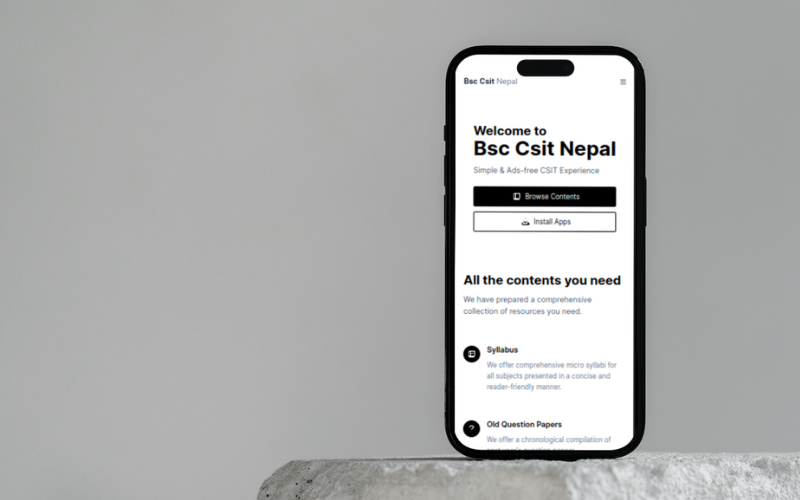 Bsc Csit Nepal
Welcome to
Bsc Csit Nepal
Simple & Ads-free CSIT Experience
Browse Contents
Install Apps
All the contents you need
We have prepared a comprehensive
collection of resources you need.
Syllabus
We offer comprehensive micro syllabi for
all subjects presented in a concise and
reader-friendly manner.
Old Question Papers
We offer a chronological compilation of